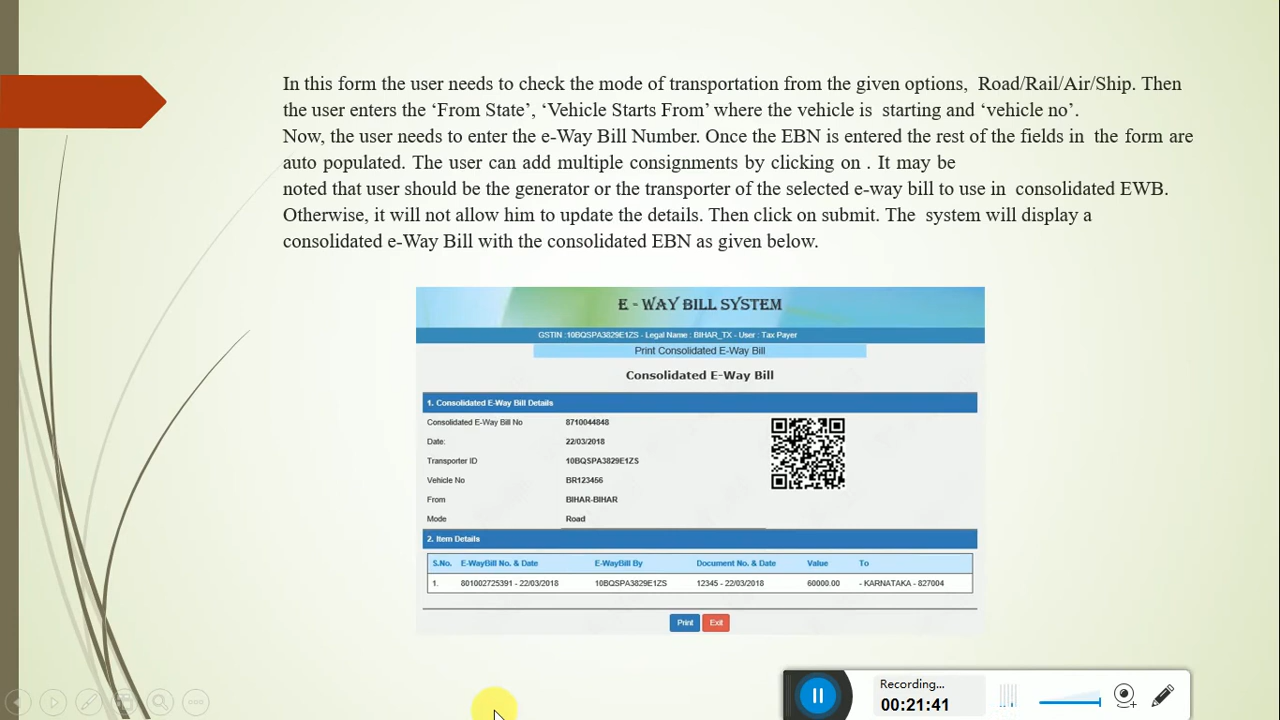 In this form the user needs to check the mode of transportation from the given options, Road/Rail/Air/Ship. Then
the user enters the ‘From State’, ‘Vehicle Starts From’ where the vehicle is starting and ‘vehicle no’.
Now, the user needs to enter the e-Way Bill Number. Once the EBN is entered the rest of the fields in the form are
auto populated. The user can add multiple consignments by clicking on . It may be
noted that user should be the generator or the transporter of the selected e-way bill to use in consolidated EWB.
Otherwise, it will not allow him to update the details. Then click on submit. The system will display a
consolidated e-Way Bill with the consolidated EBN as given below.
E - WAY BILL SYSTEM
GSTIN :10BQSPA3829E1ZS - Legal Name : BIHAR_TX - User : Tax Payer
Print Consolidated E-Way Bill
Consolidated E-Way Bill
1. Consolidated E-Way Bill Details
Consolidated E-Way Bill No 8710044848
Date: 22/03/2018
Transporter ID 10BQSPA3829E1ZS
Vehicle No BR123456
From BIHAR-BIHAR
Mode Road
2. Item Details
S.No. E-WayBill No. & Date E-WayBill By Document No. & Date Value To
1. 801002725391 - 22/03/2018 10BQSPA3829E1ZS 12345 - 22/03/2018 60000.00 - KARNATAKA - 827004
Print Exit
Recording...
00:21:41